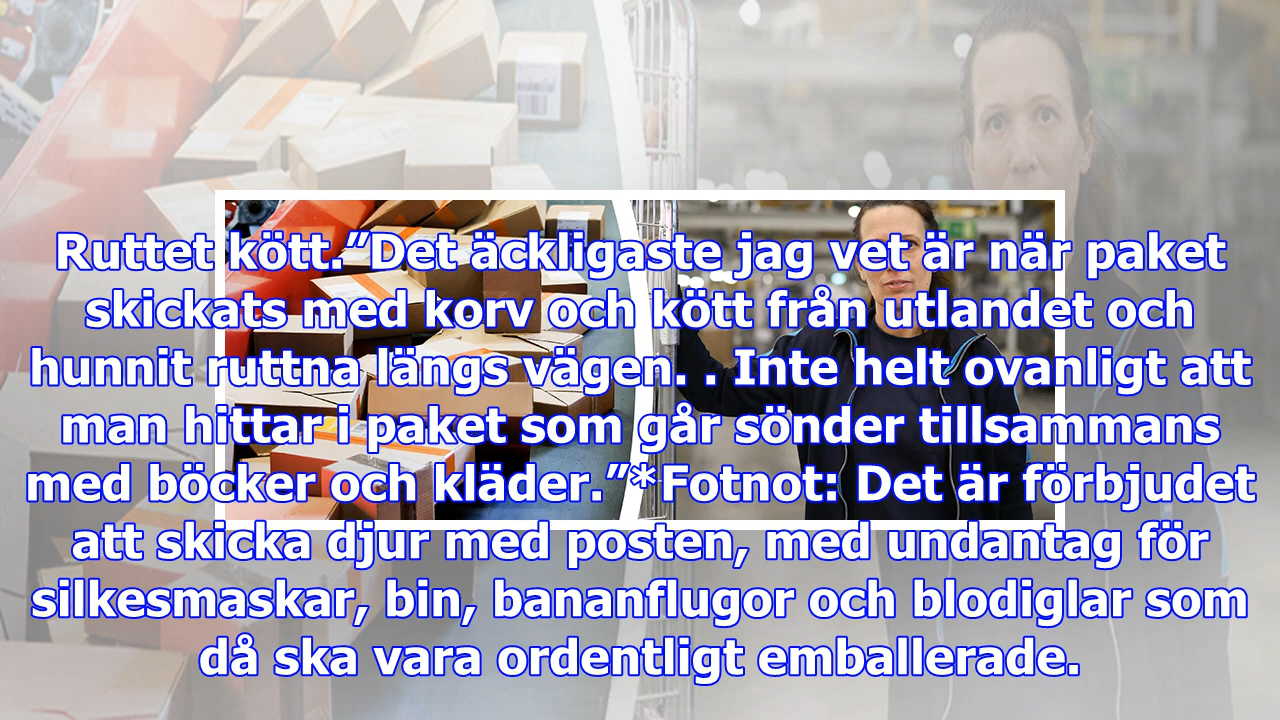 Ruttet kött.”Det äckligaste jag vet är när paket
skickats med korv och kött från utlandet och
hunnit ruttna längs vägen. . Inte helt ovanligt att
man hittar i paket som går sönder tillsammans
med böcker och kläder.”*Fotnot: Det är förbjudet
att skicka djur med posten, med undantag för
silkesmaskar, bin, bananflugor och blodiglar som
då ska vara ordentligt emballerade.